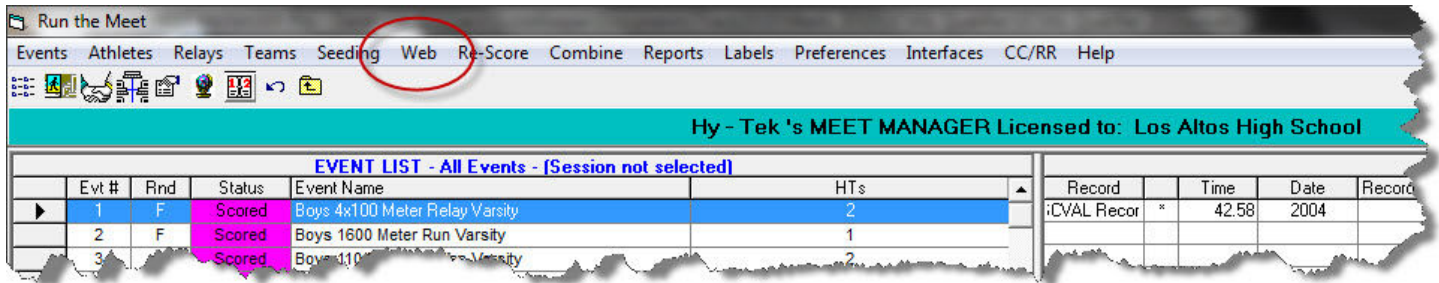 Run the Meet
Events Athletes Relays Teams Seeding Web Re-Score Combine Reports Labels Preferences Interfaces CC/RR Help
Hy-Tek 's MEET MANAGER Licensed to: Los Altos High School
EVENT LIST - All Events - (Session not selected)
Evt # Rnd Status Event Name HTs Record Time Date Record
1 F Scored Boys 4x100 Meter Relay Varsity 2 CVAL Recor * 42.58 2004
2 F Scored Boys 1600 Meter Run Varsity 1
3 Scored Boys 2